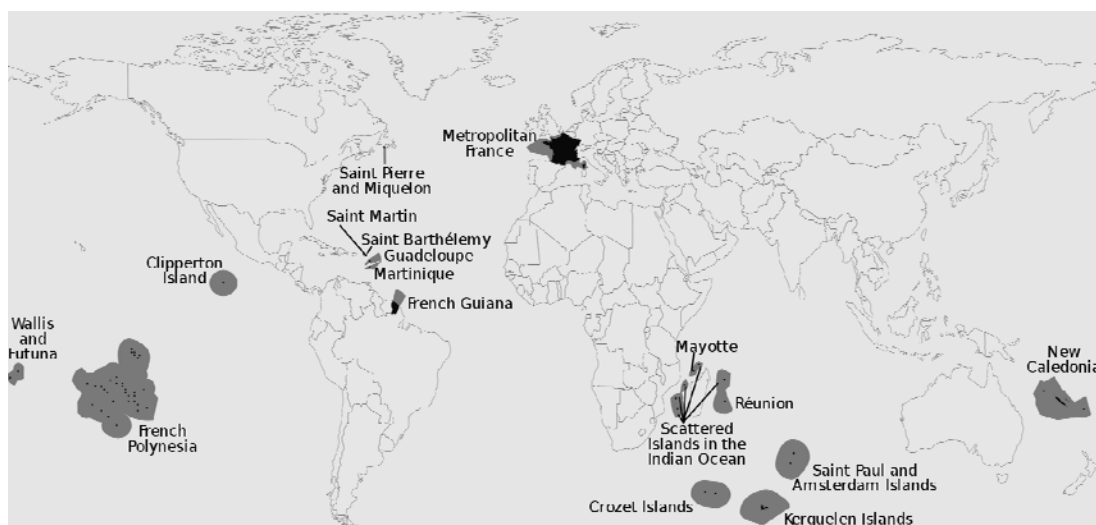 Metropolitan
France
Saint Pierre
and Miquelon
Saint Martin
Saint Barthélemy
Guadeloupe
Martinique
Clipperton
Island
French Guiana
Wallis
and
Futuna
Mayotte
New
Caledonia
Réunion
French
Polynesia
Scattered
Islands in the
Indian Ocean
Saint Paul and
Amsterdam Islands
Crozet Islands
Kerguelen Islands